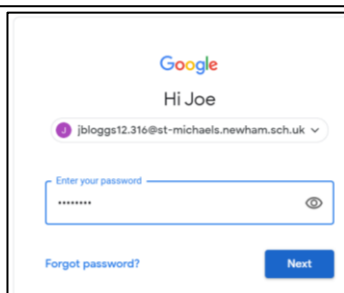 Google
Hi Joe
J jbloggs12.316@st-michaels.newham.sch.uk
Enter your password
••••••••
Forgot password? Next